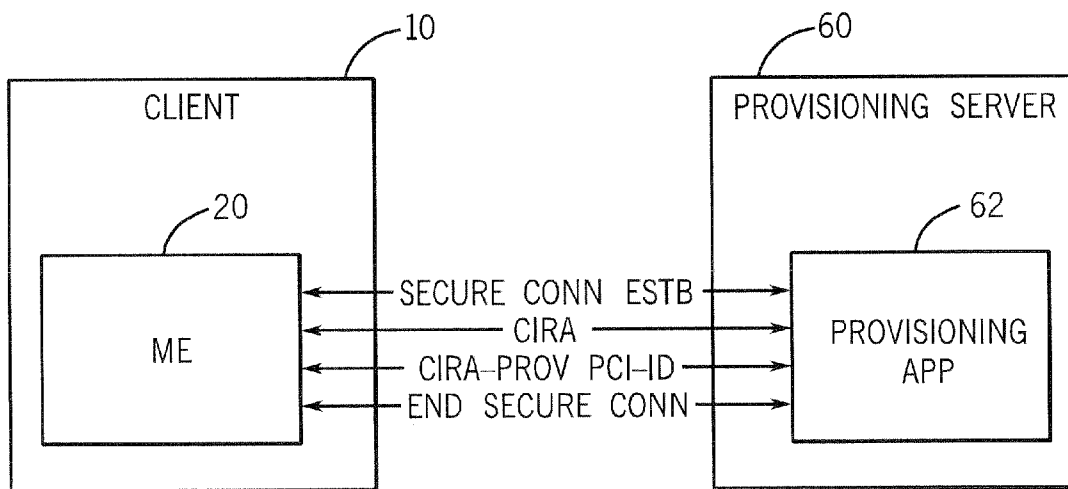 10
60
CLIENT
PROVISIONING SERVER
20
62
SECURE CONN ESTB
CIRA
ME
PROVISIONING
APP
CIRA-PROV PCI-ID
END SECURE CONN